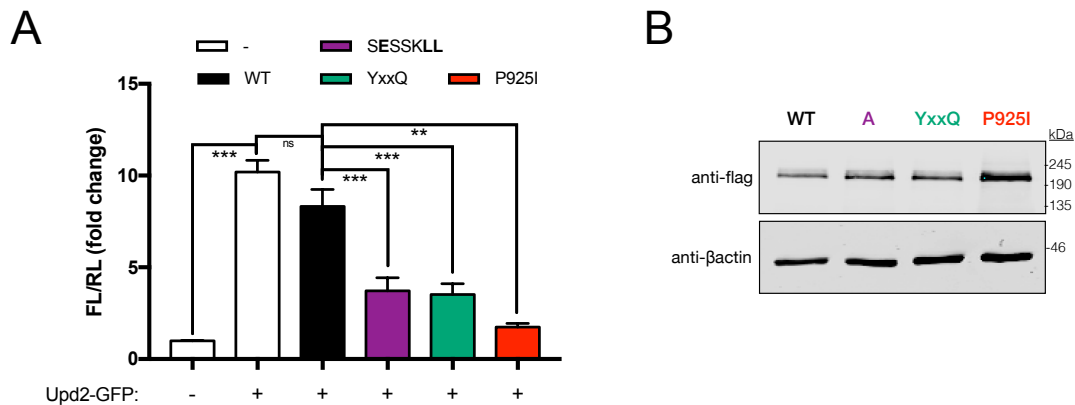 A
- SESSKLL
WT YxxQ P925I
FL/RL (fold change)
15
10
5
0
***
ns
***
***
**
Upd2-GFP: - + + + + +
B
WT A YxxQ P925I
kDa
anti-flag
245
190
135
anti-βactin
46